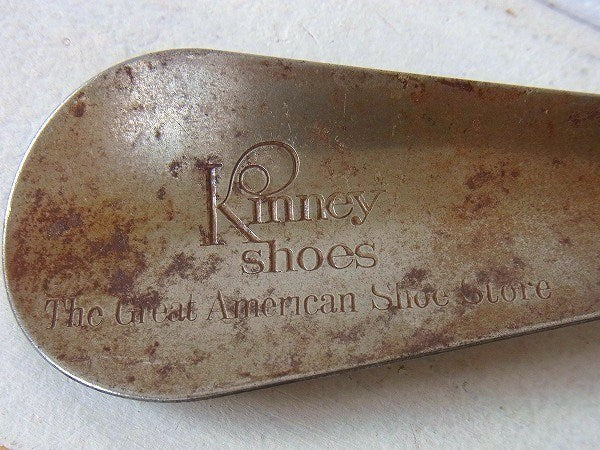 Kinney
shoes
The Great American Shoe Store